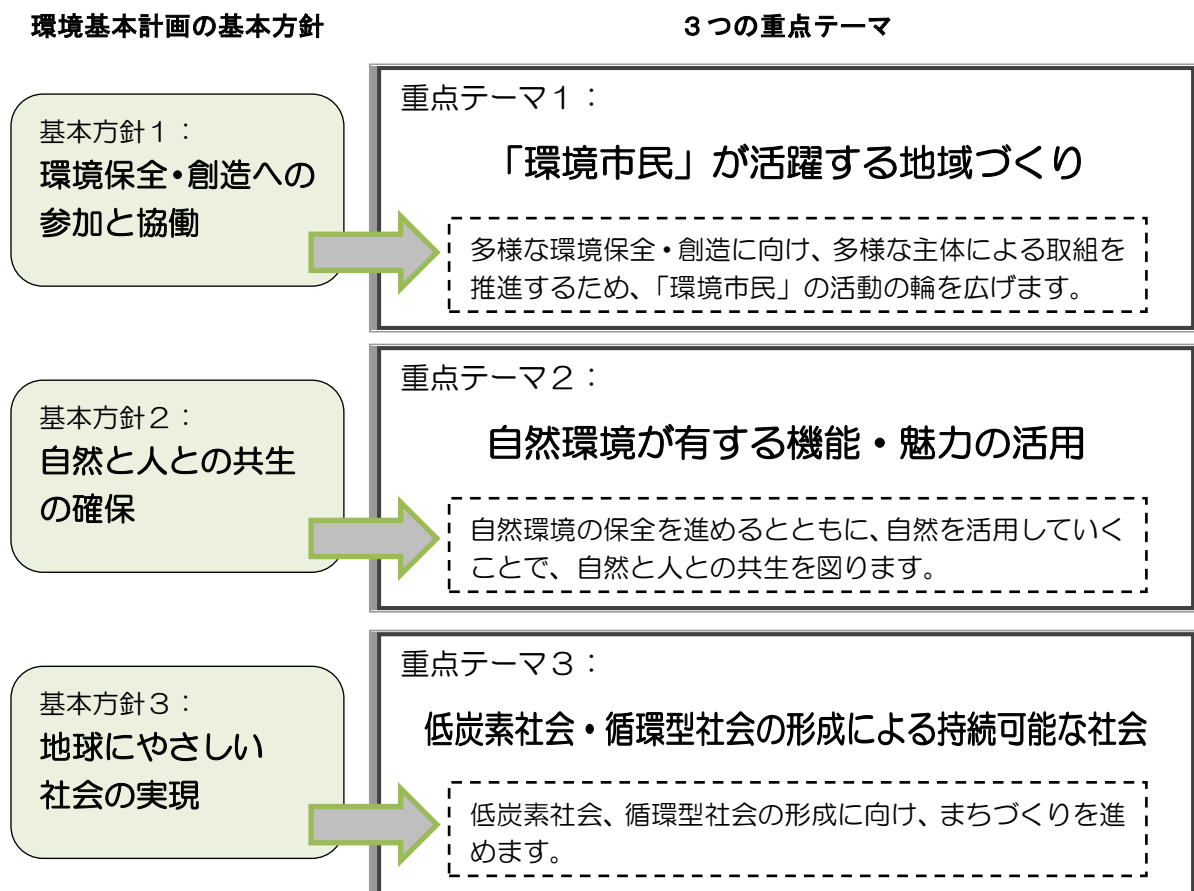 環境基本計画の基本方針
３つの重点テーマ
基本方針１：
環境保全・創造への
参加と協働
重点テーマ１：
「環境市民」が活躍する地域づくり
多様な環境保全・創造に向け、多様な主体による取組を
推進するため、「環境市民」の活動の輪を広げます。
基本方針２：
自然と人との共生
の確保
重点テーマ２：
自然環境が有する機能・魅力の活用
自然環境の保全を進めるとともに、自然を活用していく
ことで、自然と人との共生を図ります。
基本方針３：
地球にやさしい
社会の実現
重点テーマ３：
低炭素社会・循環型社会の形成による持続可能な社会
低炭素社会、循環型社会の形成に向け、まちづくりを進
めます。